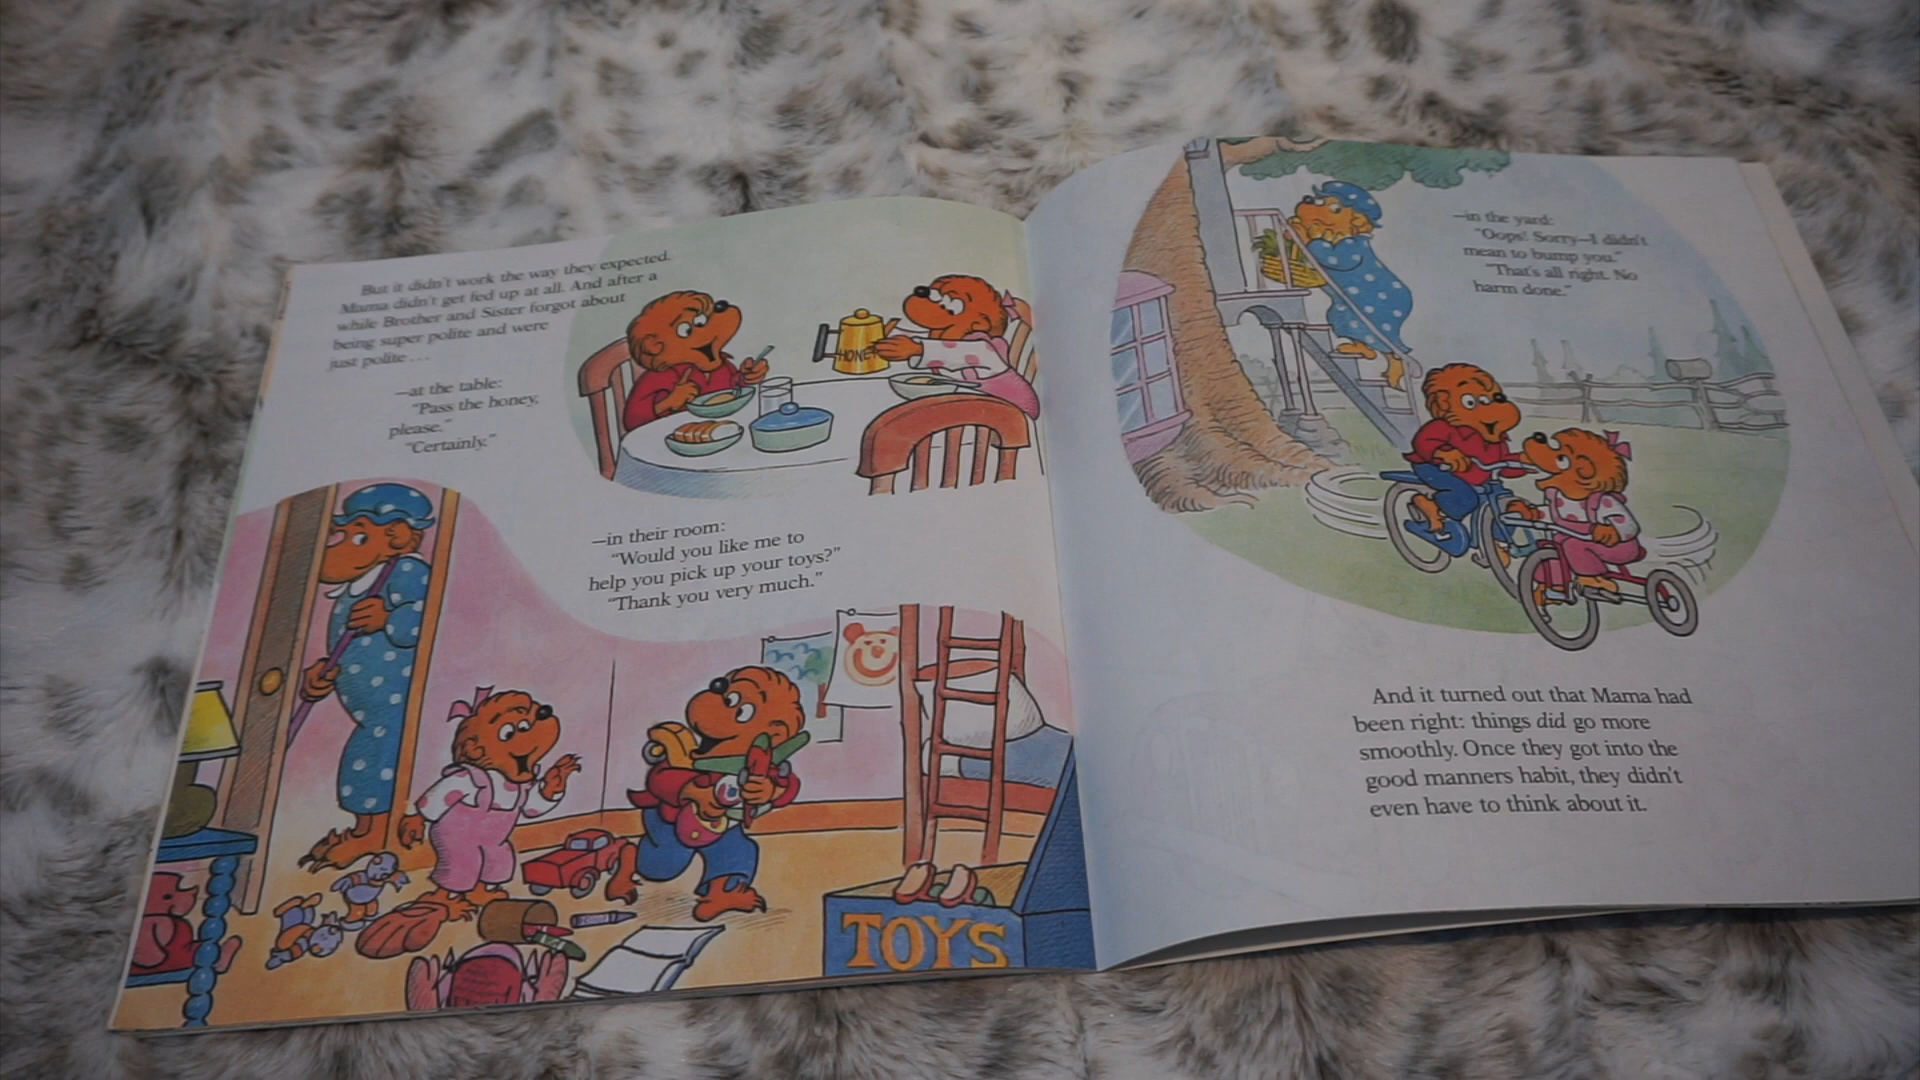 But it didn't work the way they expected.
Mama didn't get fed up at all. And after a
while Brother and Sister forgot about
being super polite and were
just polite . . .
—at the table:
"Pass the honey,
please."
"Certainly."
HONEY
—in their room:
"Would you like me to
help you pick up your toys?"
"Thank you very much."
TOYS
—in the yard:
"Oops! Sorry—I didn't
mean to bump you."
"That's all right. No
harm done."
And it turned out that Mama had
been right: things did go more
smoothly. Once they got into the
good manners habit, they didn't
even have to think about it.